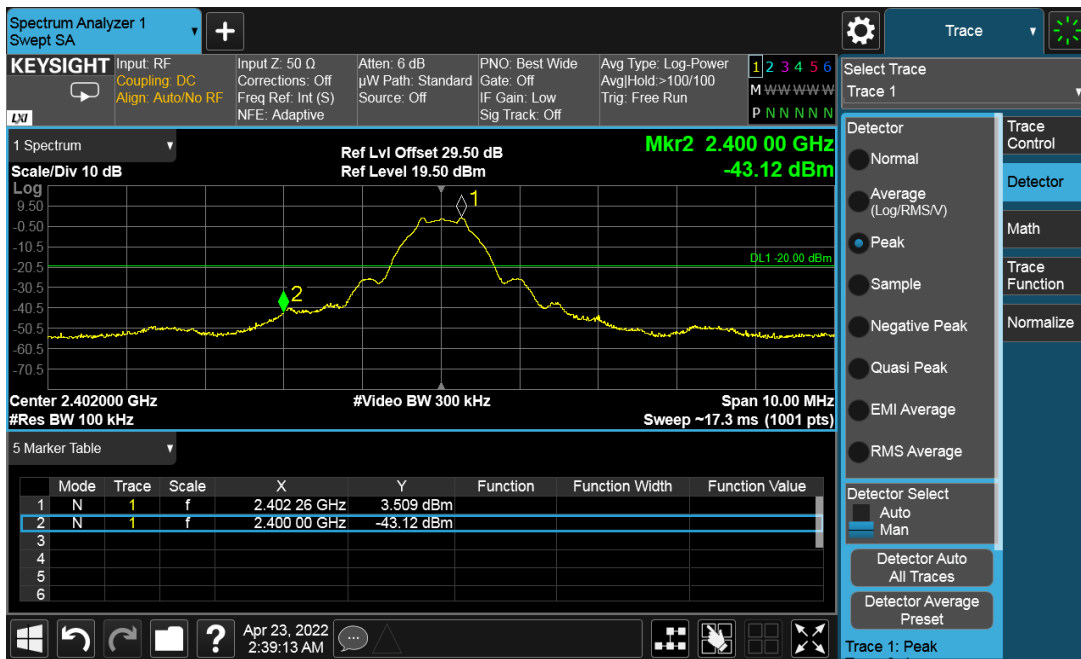 Spectrum Analyzer 1
Swept SA
+
Trace
KEYSIGHT
LXI
Input: RF
Coupling: DC
Align: Auto/No RF
Input Z: 50 Ω
Corrections: Off
Freq Ref: Int (S)
NFE: Adaptive
Atten: 6 dB
µW Path: Standard
Source: Off
PNO: Best Wide
Gate: Off
IF Gain: Low
Sig Track: Off
Avg Type: Log-Power
Avg|Hold:>100/100
Trig: Free Run
1 2 3 4 5 6
M W W W W W
P N N N N N
Select Trace
Trace 1
1 Spectrum
Scale/Div 10 dB
Ref Lvl Offset 29.50 dB
Ref Level 19.50 dBm
Mkr2 2.400 00 GHz
-43.12 dBm
Log
9.50
-0.50
-10.5
-20.5
-30.5
-40.5
-50.5
-60.5
-70.5
1
2
DL1 -20.00 dBm
Center 2.402000 GHz
#Video BW 300 kHz
Span 10.00 MHz
#Res BW 100 kHz
Sweep ~17.3 ms (1001 pts)
5 Marker Table
Mode Trace Scale X Y Function Function Width Function Value
1 N 1 f 2.402 26 GHz 3.509 dBm
2 N 1 f 2.400 00 GHz -43.12 dBm
3
4
5
6
Detector
Normal
Average
(Log/RMS/V)
Peak
Sample
Negative Peak
Quasi Peak
EMI Average
RMS Average
Detector Select
Auto
Man
Detector Auto
All Traces
Detector Average
Preset
Trace 1: Peak
Trace
Control
Detector
Math
Trace
Function
Normalize
?
Apr 23, 2022
2:39:13 AM